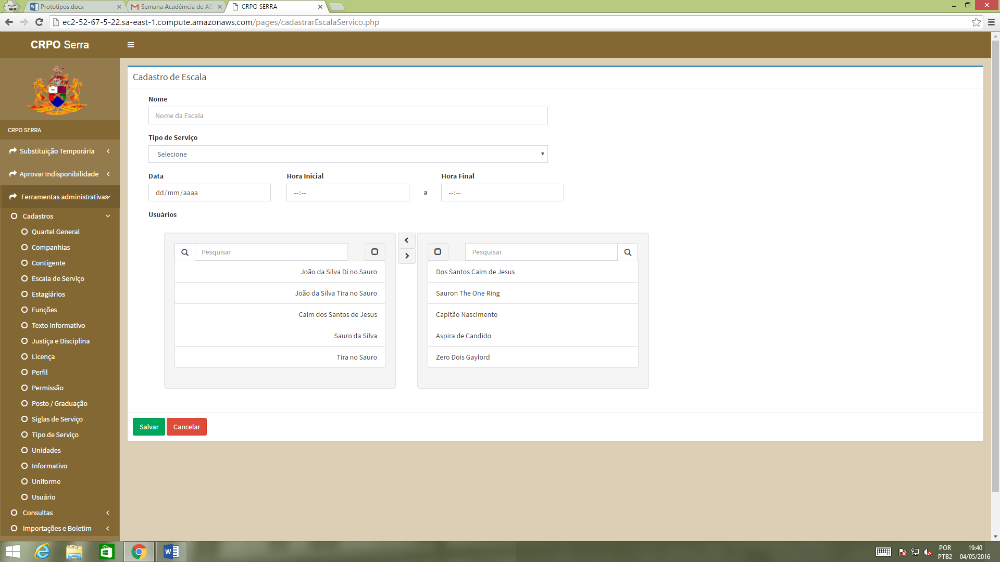 Prototipos.docx
Semana Acadêmcia de AD
CRPO SERRA
ec2-52-67-5-22.sa-east-1.compute.amazonaws.com/pages/cadastrarEscalaServico.php
CRPO Serra
CRPO SERRA
Substituição Temporária
Aprovar Indisponibilidade
Ferramentas administrativas
Cadastros
Quartel General
Companhias
Contigente
Escala de Serviço
Estagiários
Funções
Texto Informativo
Justiça e Disciplina
Licença
Perfil
Permissão
Posto / Graduação
Siglas de Serviço
Tipo de Serviço
Unidades
Informativo
Uniforme
Usuário
Consultas
Importações e Boletim
Cadastro de Escala
Nome
Nome da Escala
Tipo de Serviço
Selecione
Data Hora Inicial Hora Final
dd/mm/aaaa --:-- a --:--
Usuários
Pesquisar
João da Silva Di no Sauro
João da Silva Tira no Sauro
Caim dos Santos de Jesus
Sauro da Silva
Tira no Sauro
Pesquisar
Dos Santos Caim de Jesus
Sauron The One Ring
Capitão Nascimento
Aspira de Candido
Zero Dois Gaylord
Salvar Cancelar
POR 19:40
PTB2 04/05/2016